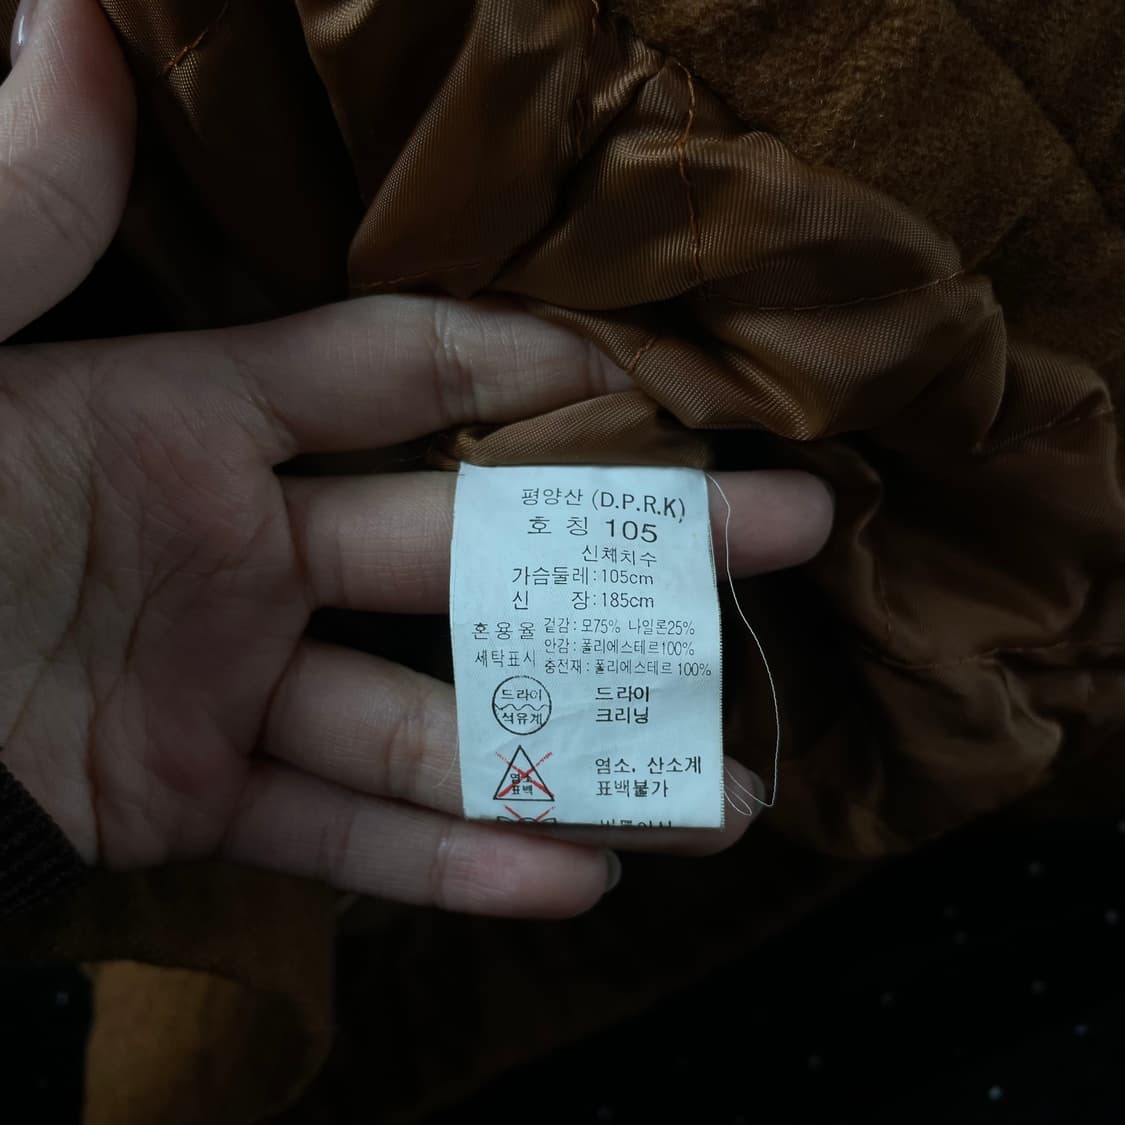 평양산 (D.P.R.K)
호 칭 105
신체치수
가슴둘레:105cm
신 장:185cm
혼용율 겉감:모75% 나일론25%
안감:폴리에스테르100%
세탁표시 충전재:폴리에스테르 100%
드라이
석유계
드라이
크리닝
염소
표백
염소, 산소계
표백불가